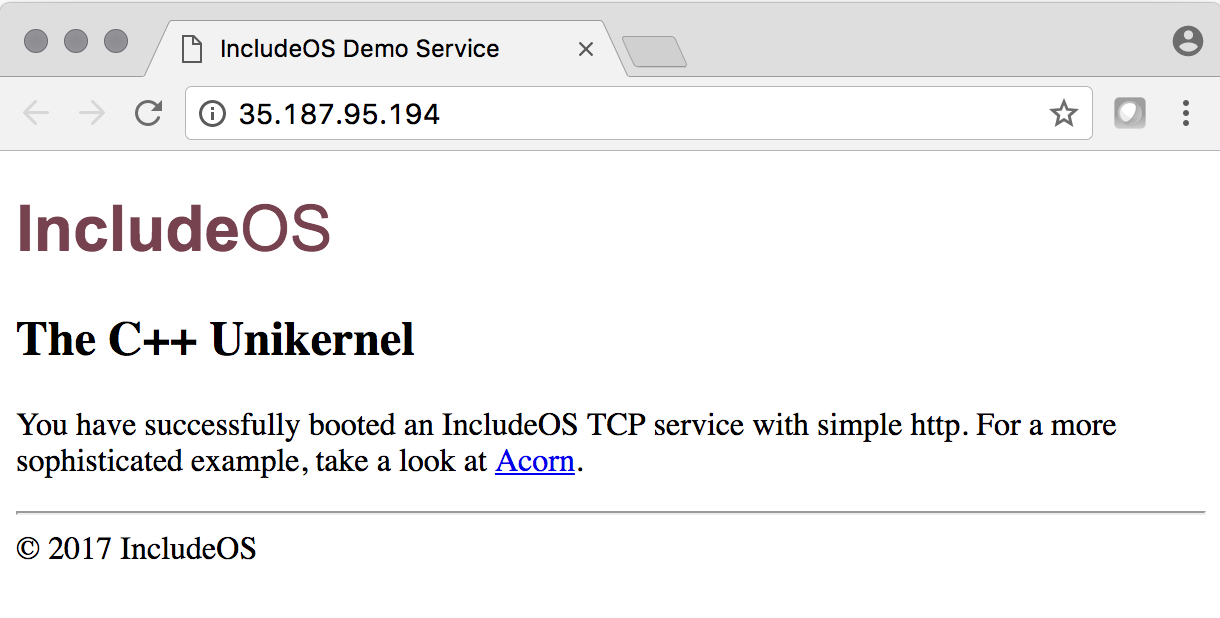 IncludeOS Demo Service
35.187.95.194
IncludeOS
The C++ Unikernel
You have successfully booted an IncludeOS TCP service with simple http. For a more
sophisticated example, take a look at Acorn.
© 2017 IncludeOS